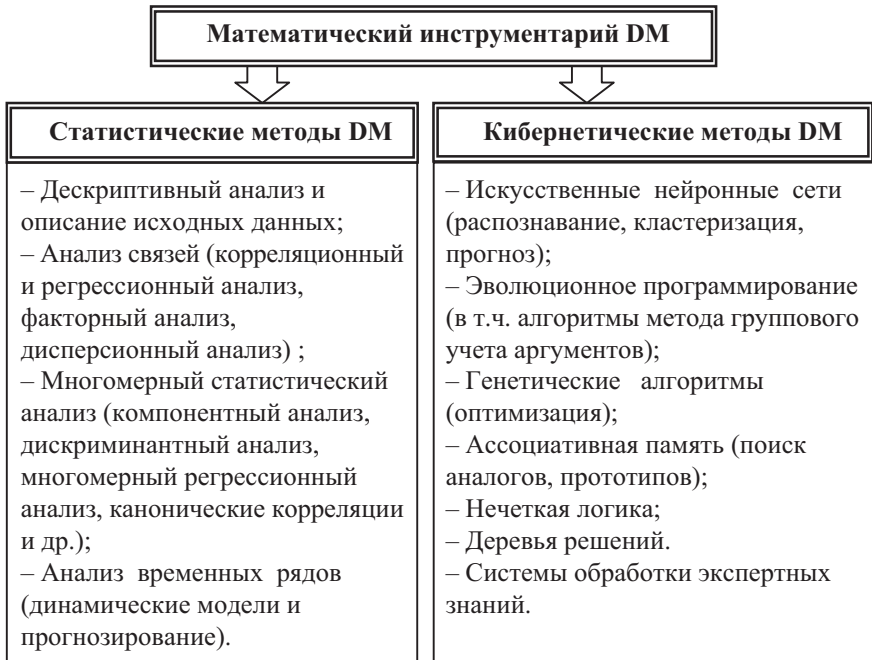 Математический инструментарий DM
Статистические методы DM
– Дескриптивный анализ и
описание исходных данных;
– Анализ связей (корреляционный
и регрессионный анализ,
факторный анализ,
дисперсионный анализ) ;
– Многомерный статистический
анализ (компонентный анализ,
дискриминантный анализ,
многомерный регрессионный
анализ, канонические корреляции
и др.);
– Анализ временных рядов
(динамические модели и
прогнозирование).
Кибернетические методы DM
– Искусственные нейронные сети
(распознавание, кластеризация,
прогноз);
– Эволюционное программирование
(в т.ч. алгоритмы метода группового
учета аргументов);
– Генетические алгоритмы
(оптимизация);
– Ассоциативная память (поиск
аналогов, прототипов);
– Нечеткая логика;
– Деревья решений.
– Системы обработки экспертных
знаний.